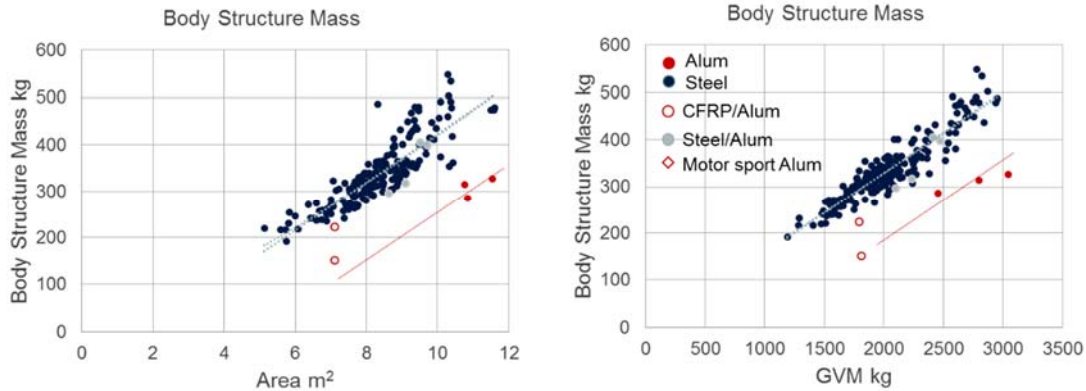 Body Structure Mass
Body Structure Mass kg
600
500
400
300
200
100
0
0 2 4 6 8 10 12
Area m²
Body Structure Mass
Body Structure Mass kg
600
500
400
300
200
100
0
Alum
Steel
CFRP/Alum
Steel/Alum
Motor sport Alum
0 500 1000 1500 2000 2500 3000 3500
GVM kg